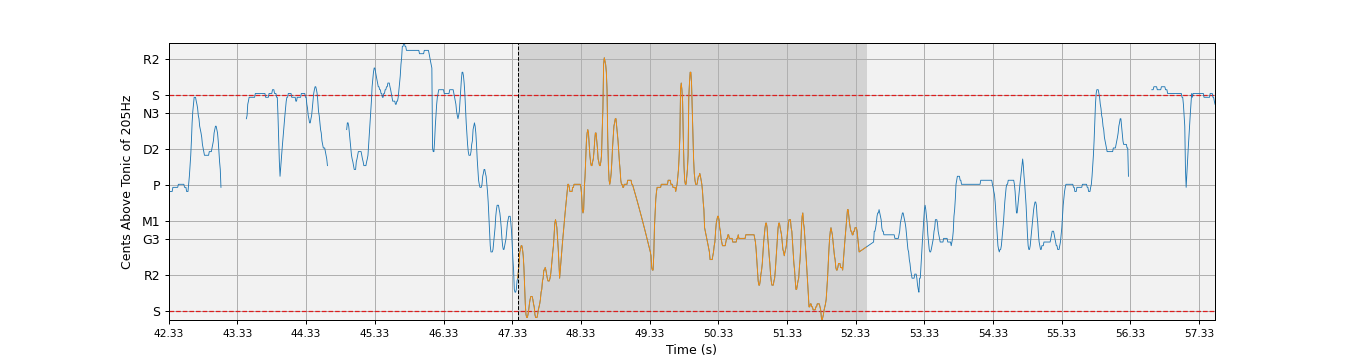 R2
S
N3
D2
P
M1
G3
R2
S
Cents Above Tonic of 205Hz
42.33 43.33 44.33 45.33 46.33 47.33 48.33 49.33 50.33 51.33 52.33 53.33 54.33 55.33 56.33 57.33
Time (s)